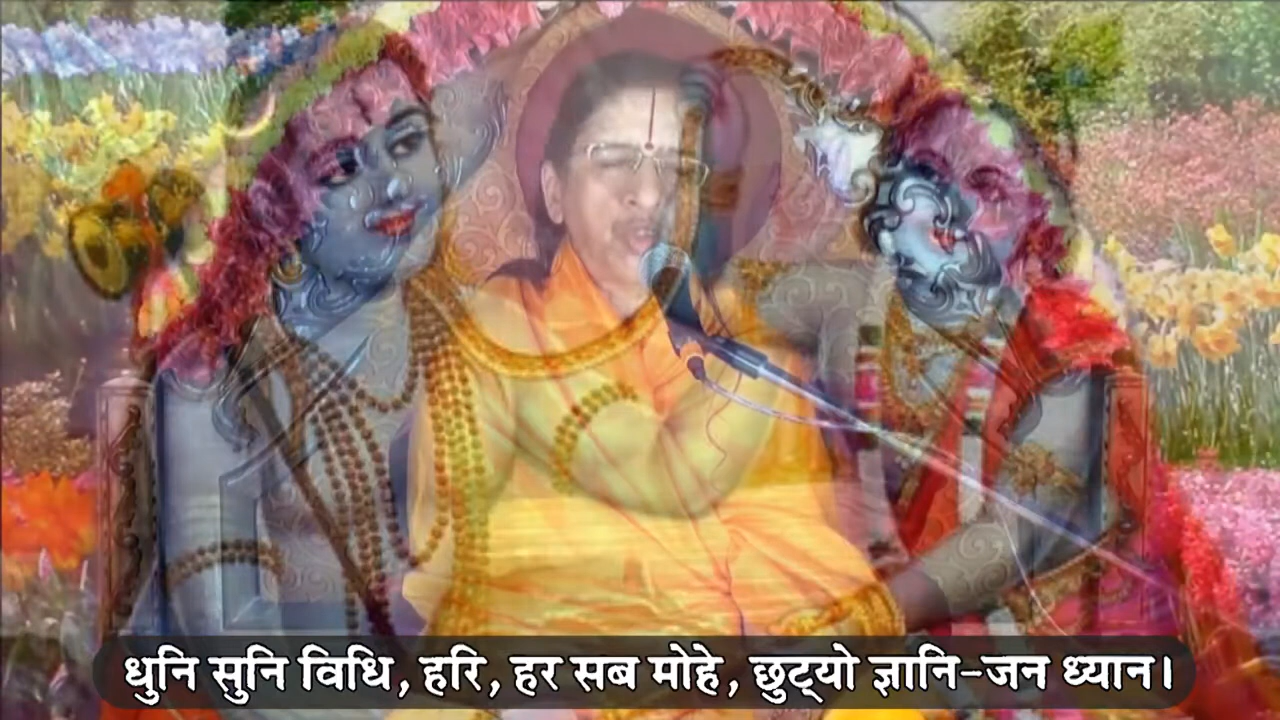 धुनि सुनि विधि, हरि, हर सब मोहे, छुट्यो ज्ञानि-जन ध्यान।